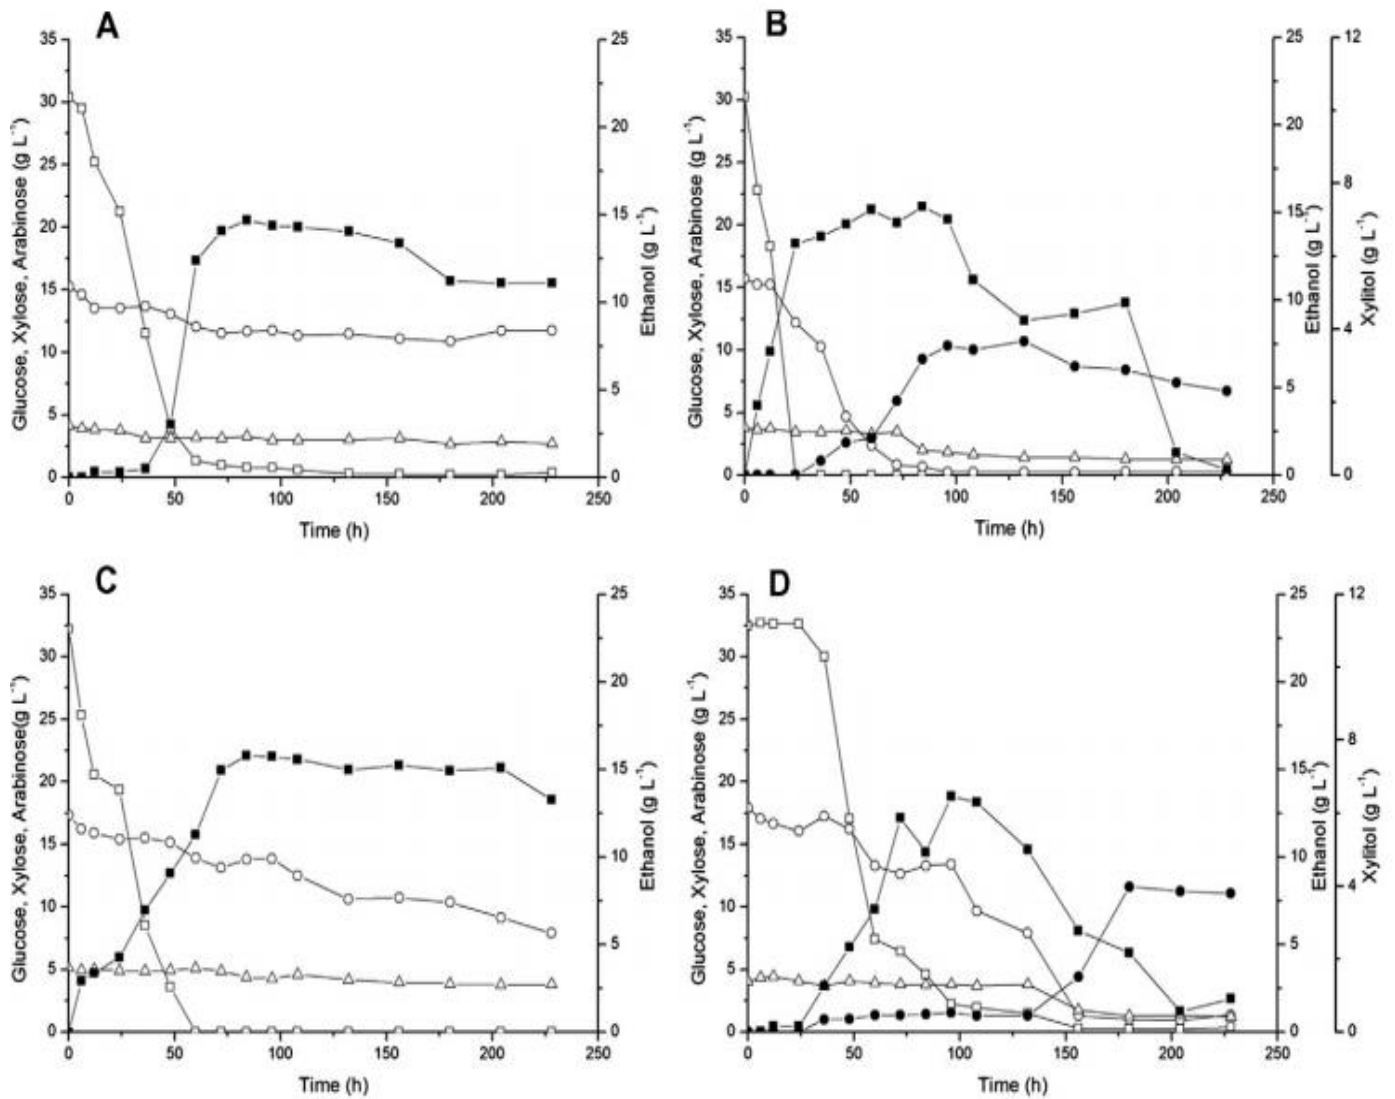 A
35
30
25
20
15
10
5
0
Glucose, Xylose, Arabinose (g L⁻¹)
25
20
15
10
5
0
Ethanol (g L⁻¹)
0 50 100 150 200 250
Time (h)
B
35
30
25
20
15
10
5
0
Glucose, Xylose, Arabinose (g L⁻¹)
25
20
15
10
5
0
Ethanol (g L⁻¹)
12
8
4
0
Xylitol (g L⁻¹)
0 50 100 150 200 250
Time (h)
C
35
30
25
20
15
10
5
0
Glucose, Xylose, Arabinose(g L⁻¹)
25
20
15
10
5
0
Ethanol (g L⁻¹)
0 50 100 150 200 250
Time (h)
D
35
30
25
20
15
10
5
0
Glucose, Xylose, Arabinose (g L⁻¹)
25
20
15
10
5
0
Ethanol (g L⁻¹)
12
8
4
0
Xylitol (g L⁻¹)
0 50 100 150 200 250
Time (h)